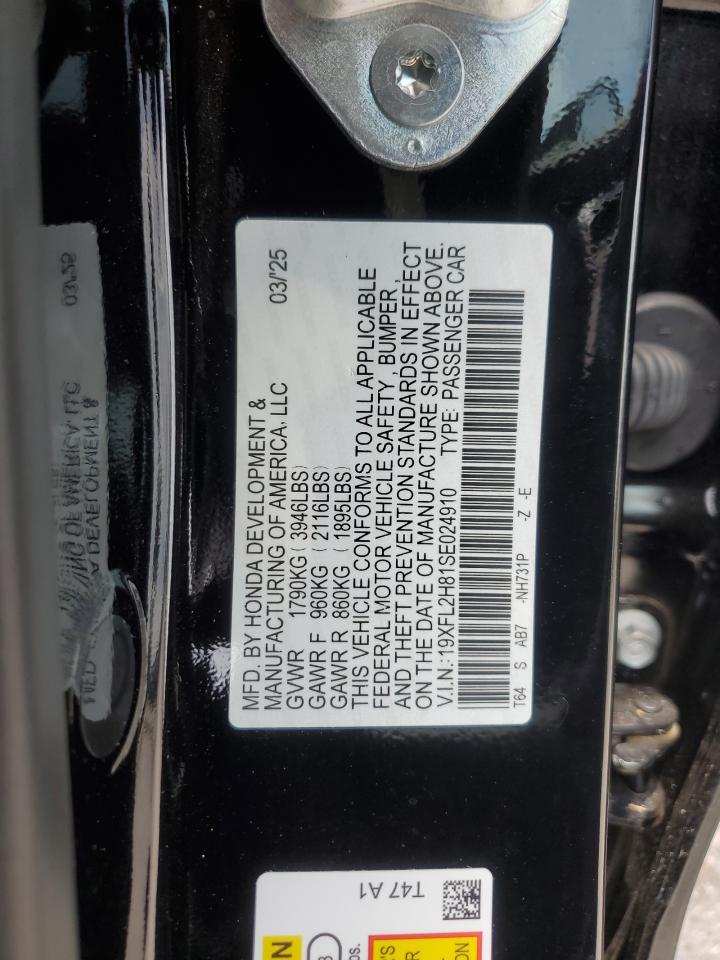 MFD. BY HONDA DEVELOPMENT & 03/'25
MANUFACTURING OF AMERICA, LLC
GVWR 1790KG (3946LBS)
GAWR F 960KG (2116LBS)
GAWR R 860KG (1895LBS)
THIS VEHICLE CONFORMS TO ALL APPLICABLE
FEDERAL MOTOR VEHICLE SAFETY, BUMPER,
AND THEFT PREVENTION STANDARDS IN EFFECT
ON THE DATE OF MANUFACTURE SHOWN ABOVE.
V.I.N.:19XFL2H81SE024910 TYPE: PASSENGER CAR
T64 S AB7 -NH731P -Z -E
T47 A1